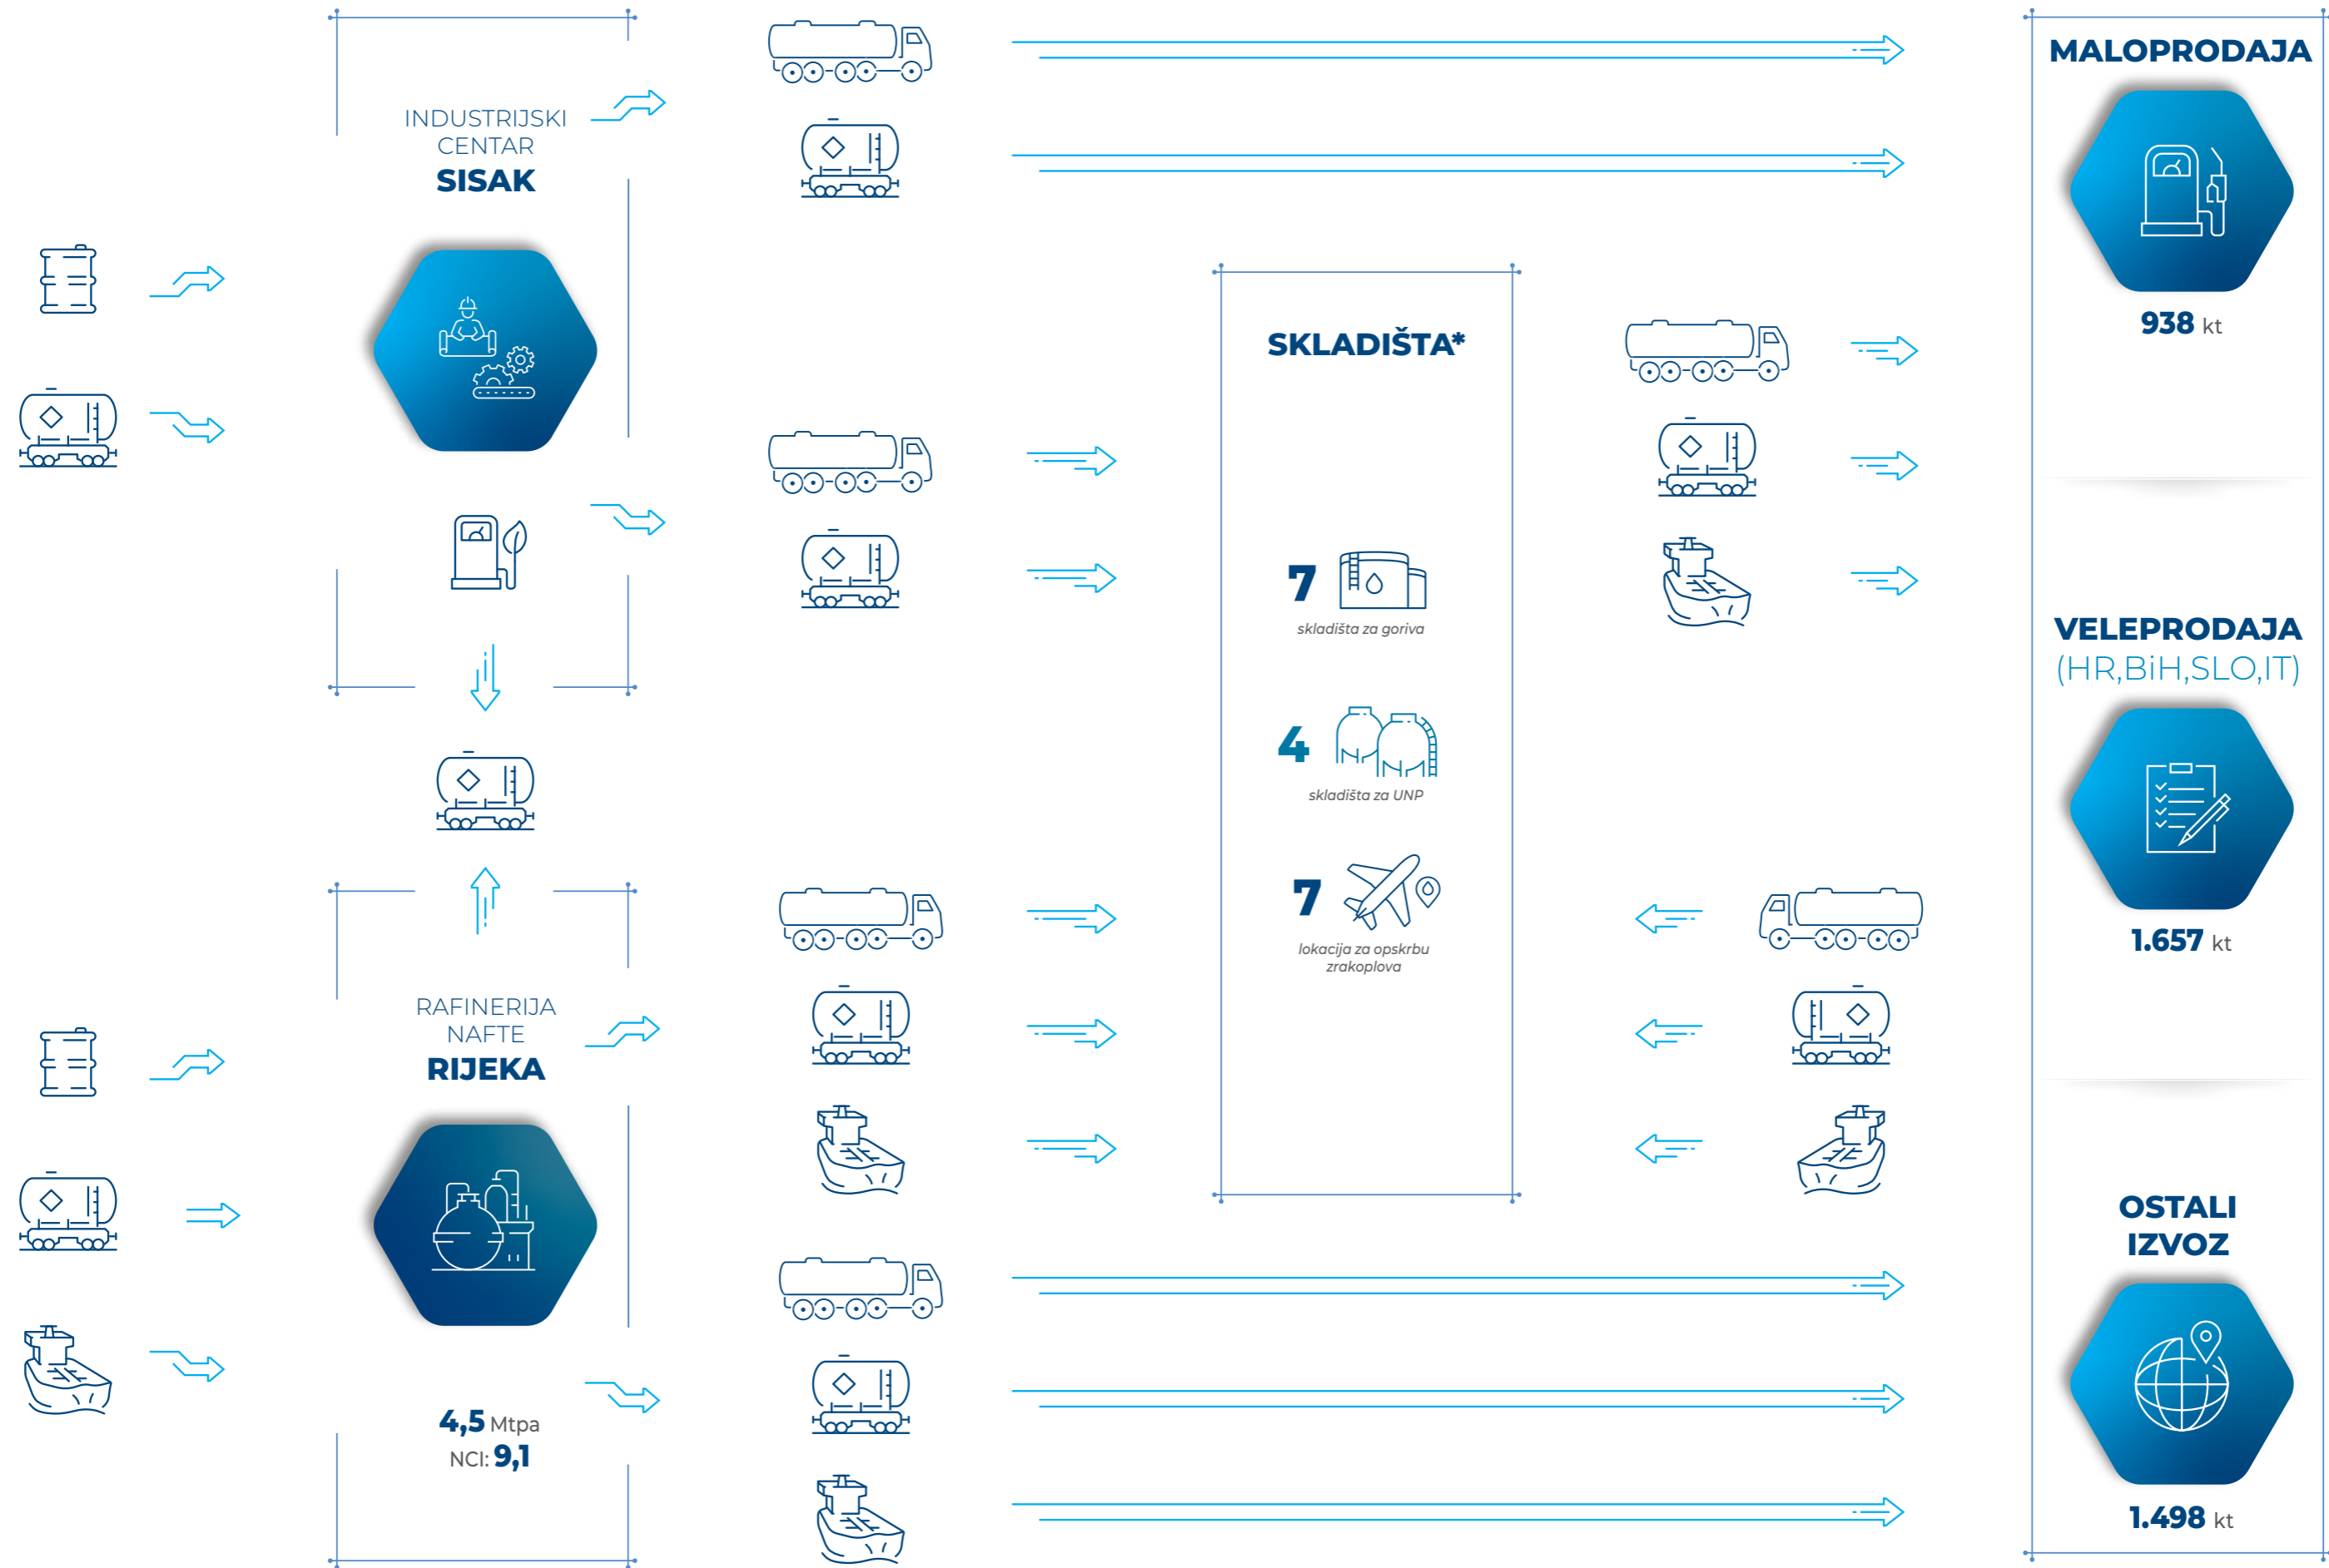 INDUSTRIJSKI
CENTAR
SISAK
RAFINERIJA
NAFTE
RIJEKA
4,5 Mtpa
NCI: 9,1
SKLADIŠTA*
7
skladišta za goriva
4
skladišta za UNP
7
lokacija za opskrbu
zrakoplova
MALOPRODAJA
938 kt
VELEPRODAJA
(HR,BiH,SLO,IT)
1.657 kt
OSTALI
IZVOZ
1.498 kt